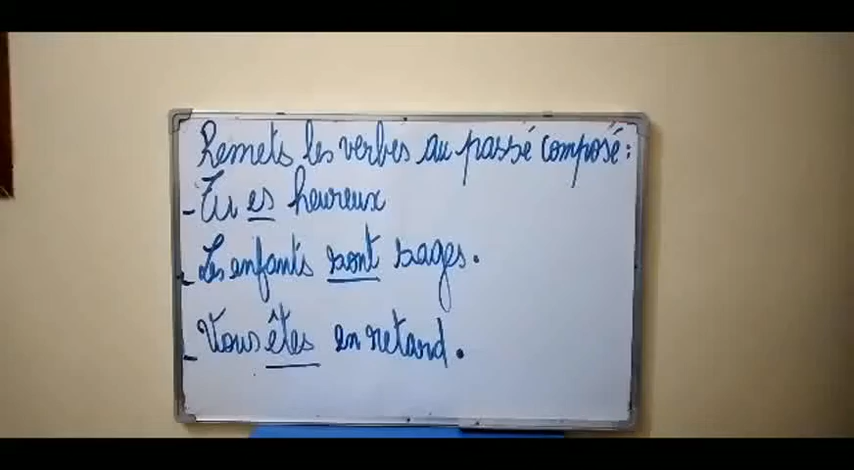 Remets les verbes au passé composé :
- Tu es heureux
- Les enfants sont sages.
- Vous êtes en retard.